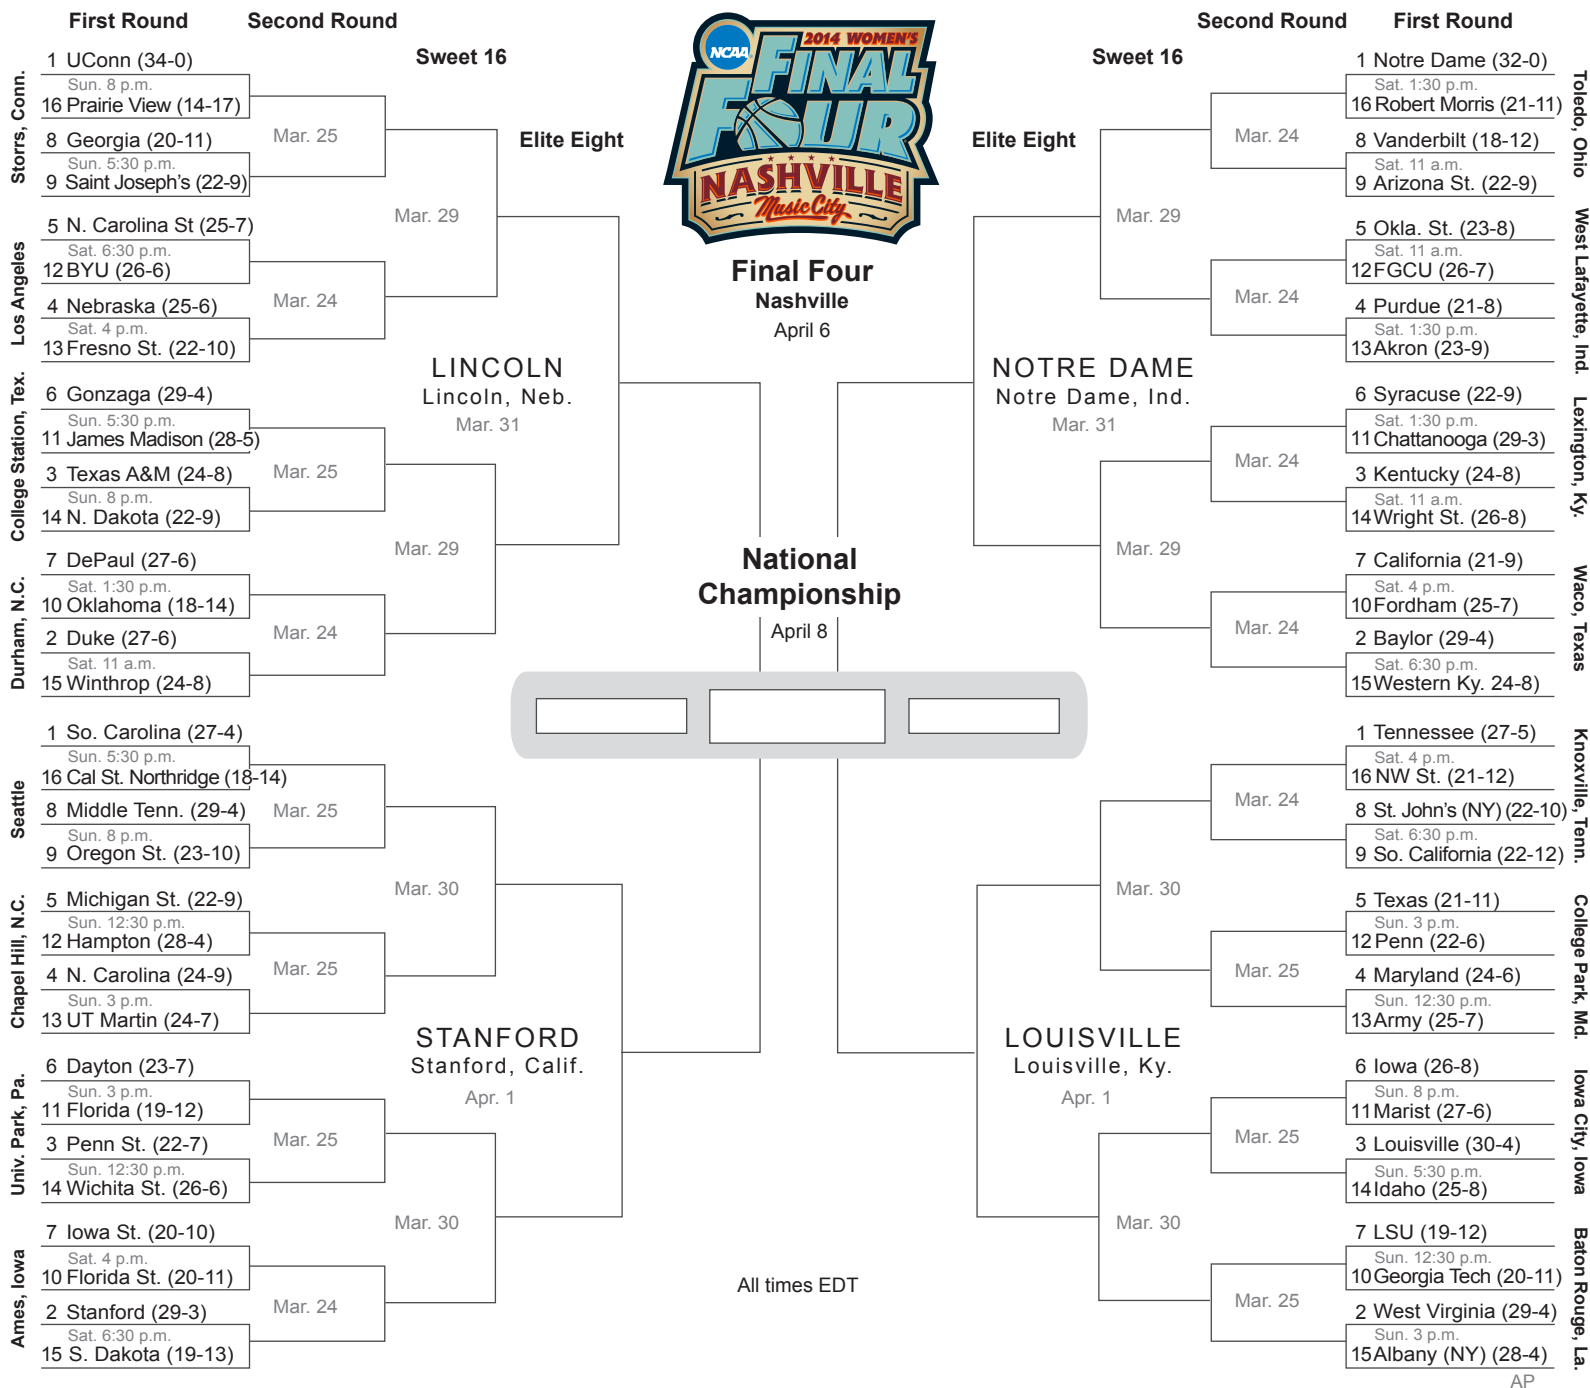 First Round
Second Round
Sweet 16
Elite Eight
Storrs, Conn.
1 UConn (34-0)
Sun. 8 p.m.
16 Prairie View (14-17)
Mar. 25
8 Georgia (20-11)
Sun. 5:30 p.m.
9 Saint Joseph's (22-9)
Mar. 29
Los Angeles
5 N. Carolina St (25-7)
Sat. 6:30 p.m.
12 BYU (26-6)
Mar. 24
4 Nebraska (25-6)
Sat. 4 p.m.
13 Fresno St. (22-10)
LINCOLN
Lincoln, Neb.
Mar. 31
College Station, Tex.
6 Gonzaga (29-4)
Sun. 5:30 p.m.
11 James Madison (28-5)
Mar. 25
3 Texas A&M (24-8)
Sun. 8 p.m.
14 N. Dakota (22-9)
Mar. 29
Durham, N.C.
7 DePaul (27-6)
Sat. 1:30 p.m.
10 Oklahoma (18-14)
Mar. 24
2 Duke (27-6)
Sat. 11 a.m.
15 Winthrop (24-8)
Seattle
1 So. Carolina (27-4)
Sun. 5:30 p.m.
16 Cal St. Northridge (18-14)
Mar. 25
8 Middle Tenn. (29-4)
Sun. 8 p.m.
9 Oregon St. (23-10)
Mar. 30
Chapel Hill, N.C.
5 Michigan St. (22-9)
Sun. 12:30 p.m.
12 Hampton (28-4)
Mar. 25
4 N. Carolina (24-9)
Sun. 3 p.m.
13 UT Martin (24-7)
STANFORD
Stanford, Calif.
Apr. 1
Univ. Park, Pa.
6 Dayton (23-7)
Sun. 3 p.m.
11 Florida (19-12)
Mar. 25
3 Penn St. (22-7)
Sun. 12:30 p.m.
14 Wichita St. (26-6)
Mar. 30
Ames, Iowa
7 Iowa St. (20-10)
Sat. 4 p.m.
10 Florida St. (20-11)
Mar. 24
2 Stanford (29-3)
Sat. 6:30 p.m.
15 S. Dakota (19-13)
NCAA
2014 WOMEN'S
FINAL
FOUR
NASHVILLE
Music City
Final Four
Nashville
April 6
National
Championship
April 8
All times EDT
Second Round
First Round
Sweet 16
Elite Eight
Toledo, Ohio
1 Notre Dame (32-0)
Sat. 1:30 p.m.
16 Robert Morris (21-11)
Mar. 24
8 Vanderbilt (18-12)
Sat. 11 a.m.
9 Arizona St. (22-9)
Mar. 29
West Lafayette, Ind.
5 Okla. St. (23-8)
Sat. 11 a.m.
12 FGCU (26-7)
Mar. 24
4 Purdue (21-8)
Sat. 1:30 p.m.
13 Akron (23-9)
NOTRE DAME
Notre Dame, Ind.
Mar. 31
Lexington, Ky.
6 Syracuse (22-9)
Sat. 1:30 p.m.
11 Chattanooga (29-3)
Mar. 24
3 Kentucky (24-8)
Sat. 11 a.m.
14 Wright St. (26-8)
Mar. 29
Waco, Texas
7 California (21-9)
Sat. 4 p.m.
10 Fordham (25-7)
Mar. 24
2 Baylor (29-4)
Sat. 6:30 p.m.
15 Western Ky. 24-8)
Knoxville, Tenn.
1 Tennessee (27-5)
Sat. 4 p.m.
16 NW St. (21-12)
Mar. 24
8 St. John's (NY) (22-10)
Sat. 6:30 p.m.
9 So. California (22-12)
Mar. 30
College Park, Md.
5 Texas (21-11)
Sun. 3 p.m.
12 Penn (22-6)
Mar. 25
4 Maryland (24-6)
Sun. 12:30 p.m.
13 Army (25-7)
LOUISVILLE
Louisville, Ky.
Apr. 1
Iowa City, Iowa
6 Iowa (26-8)
Sun. 8 p.m.
11 Marist (27-6)
Mar. 25
3 Louisville (30-4)
Sun. 5:30 p.m.
14 Idaho (25-8)
Mar. 30
Baton Rouge, La.
7 LSU (19-12)
Sun. 12:30 p.m.
10 Georgia Tech (20-11)
Mar. 25
2 West Virginia (29-4)
Sun. 3 p.m.
15 Albany (NY) (28-4)
AP